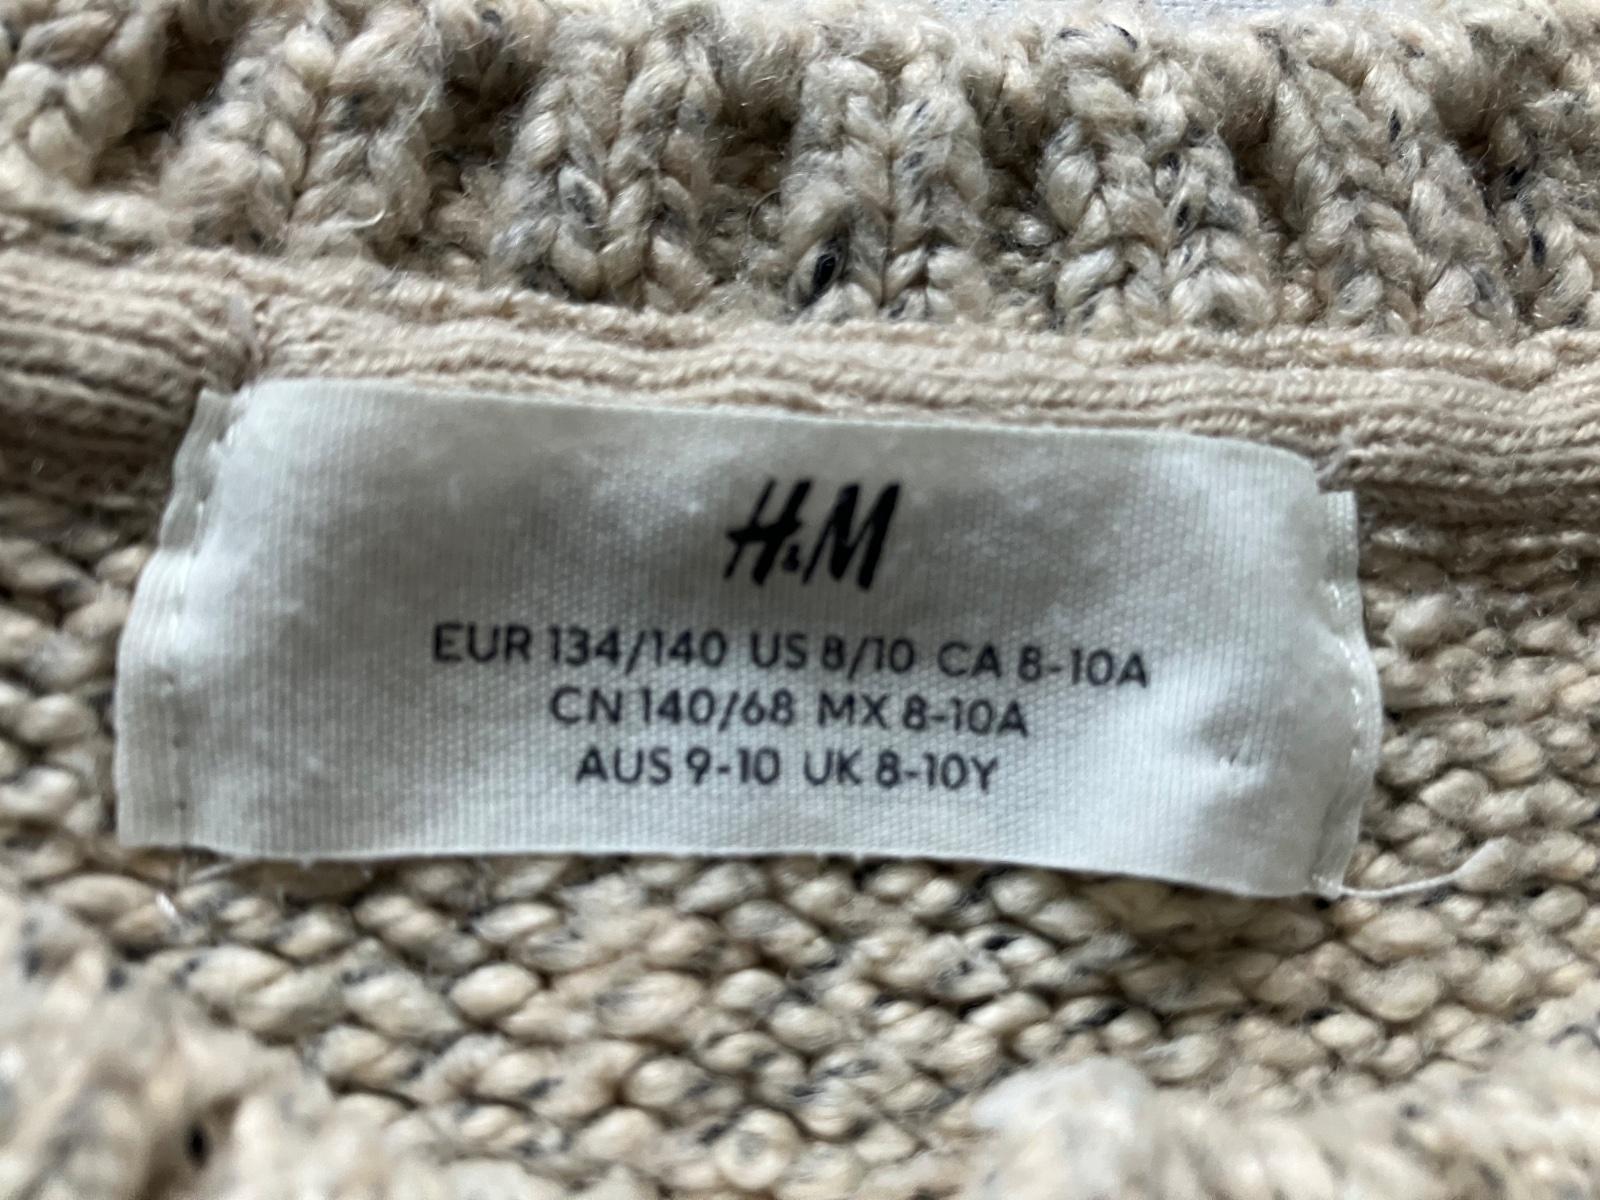 H&M
EUR 134/140 US 8/10 CA 8-10A
CN 140/68 MX 8-10A
AUS 9-10 UK 8-10Y